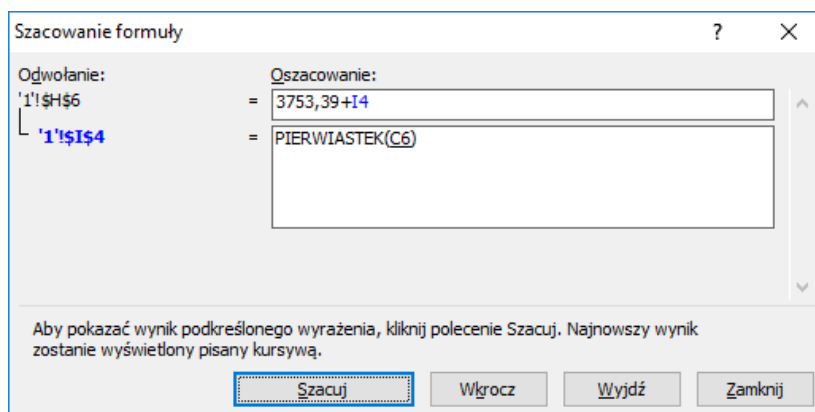 Szacowanie formuły ? ×
Odwołanie: Oszacowanie:
'1'!$H$6 = 3753,39+I4
'1'!$I$4 = PIERWIASTEK(C6)
Aby pokazać wynik podkreślonego wyrażenia, kliknij polecenie Szacuj. Najnowszy wynik
zostanie wyświetlony pisany kursywą.
Szacuj Wkrocz Wyjdź Zamknij